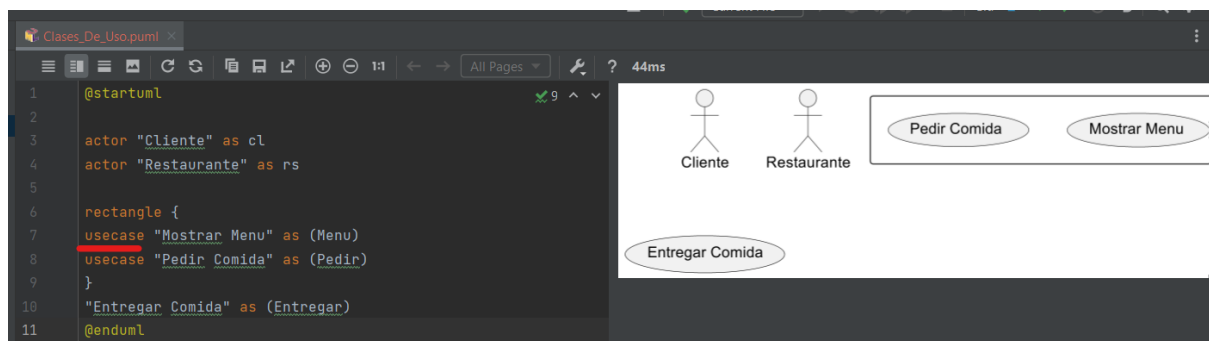 Clases_De_Uso.puml
1:1 All Pages ? 44ms
1 @startuml
9
2
3 actor "Cliente" as cl
4 actor "Restaurante" as rs
5
6 rectangle {
7 usecase "Mostrar Menu" as (Menu)
8 usecase "Pedir Comida" as (Pedir)
9 }
10 "Entregar Comida" as (Entregar)
11 @enduml
Cliente
Restaurante
Pedir Comida
Mostrar Menu
Entregar Comida